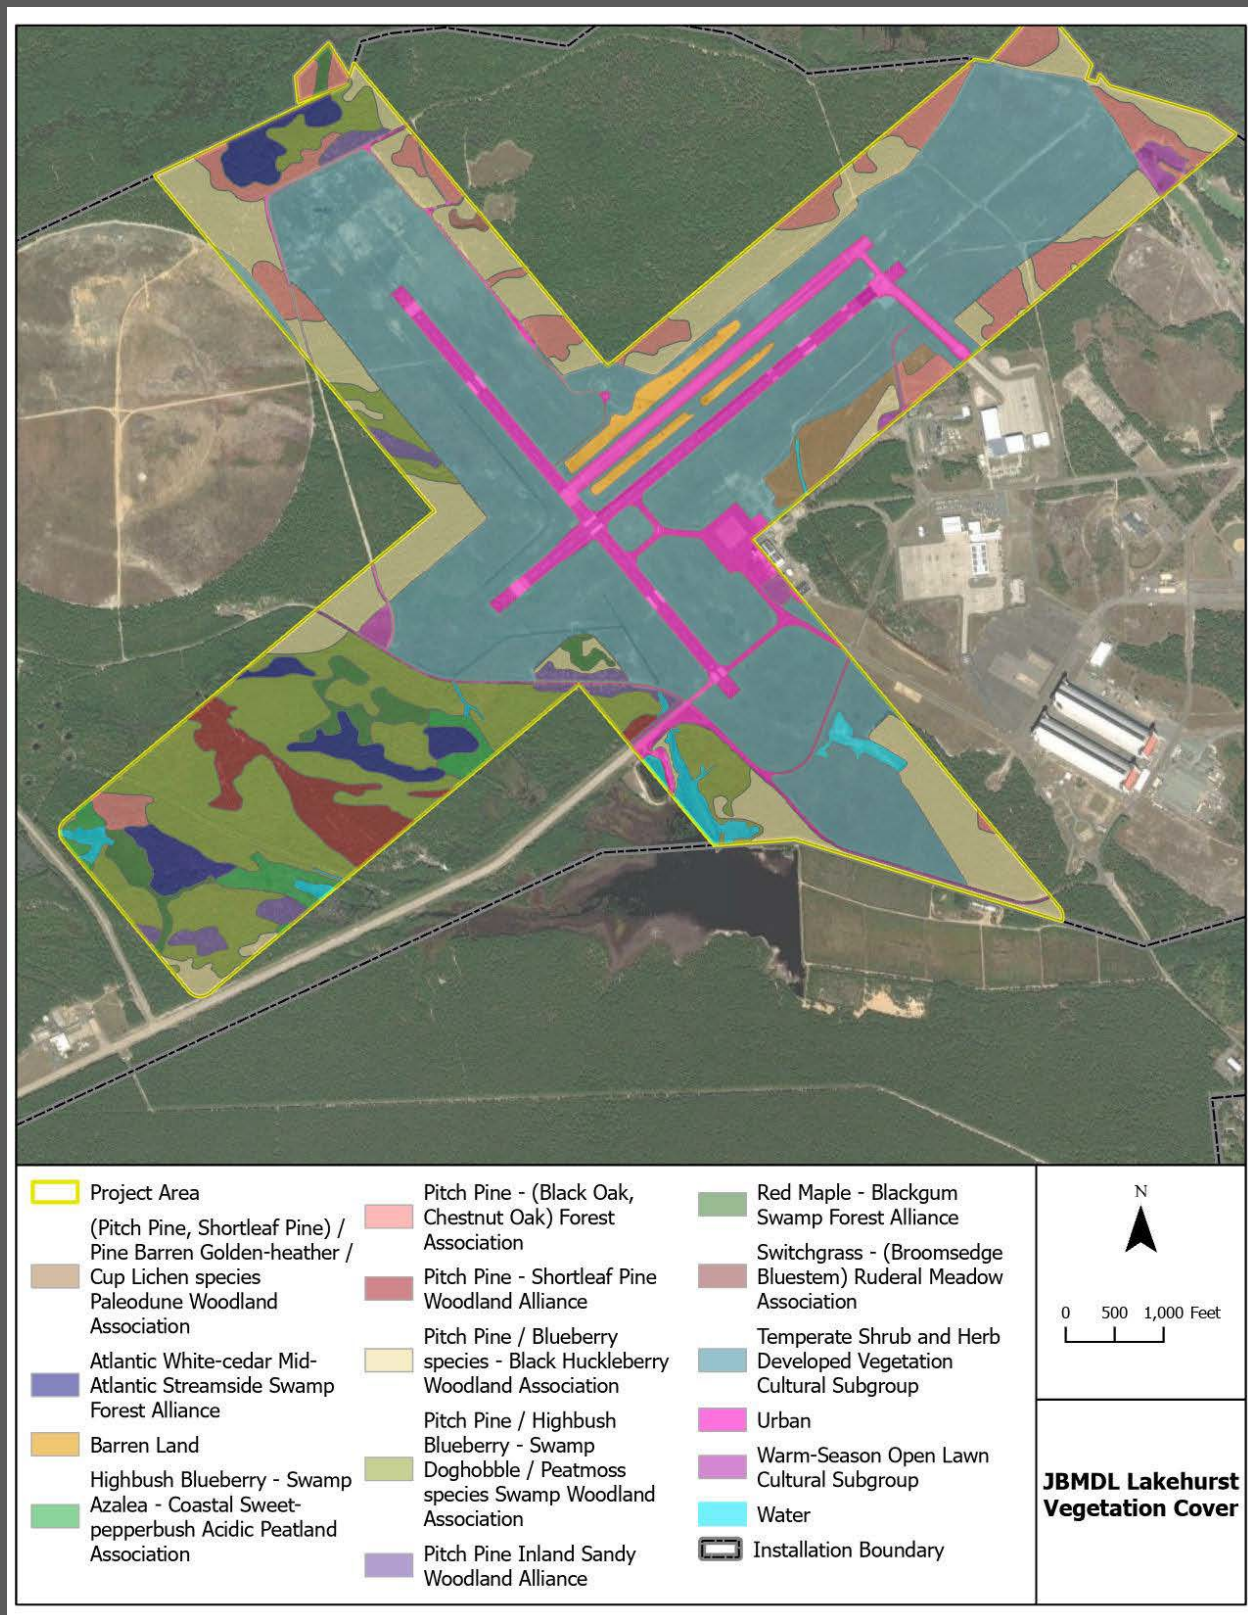 Project Area
(Pitch Pine, Shortleaf Pine) /
Pine Barren Golden-heather /
Cup Lichen species
Paleodune Woodland
Association
Atlantic White-cedar Mid-
Atlantic Streamside Swamp
Forest Alliance
Barren Land
Highbush Blueberry - Swamp
Azalea - Coastal Sweet-
pepperbush Acidic Peatland
Association
Pitch Pine - (Black Oak,
Chestnut Oak) Forest
Association
Pitch Pine - Shortleaf Pine
Woodland Alliance
Pitch Pine / Blueberry
species - Black Huckleberry
Woodland Association
Pitch Pine / Highbush
Blueberry - Swamp
Doghobble / Peatmoss
species Swamp Woodland
Association
Pitch Pine Inland Sandy
Woodland Alliance
Red Maple - Blackgum
Swamp Forest Alliance
Switchgrass - (Broomsedge
Bluestem) Ruderal Meadow
Association
Temperate Shrub and Herb
Developed Vegetation
Cultural Subgroup
Urban
Warm-Season Open Lawn
Cultural Subgroup
Water
Installation Boundary
N
0 500 1,000 Feet
JBMDL Lakehurst
Vegetation Cover